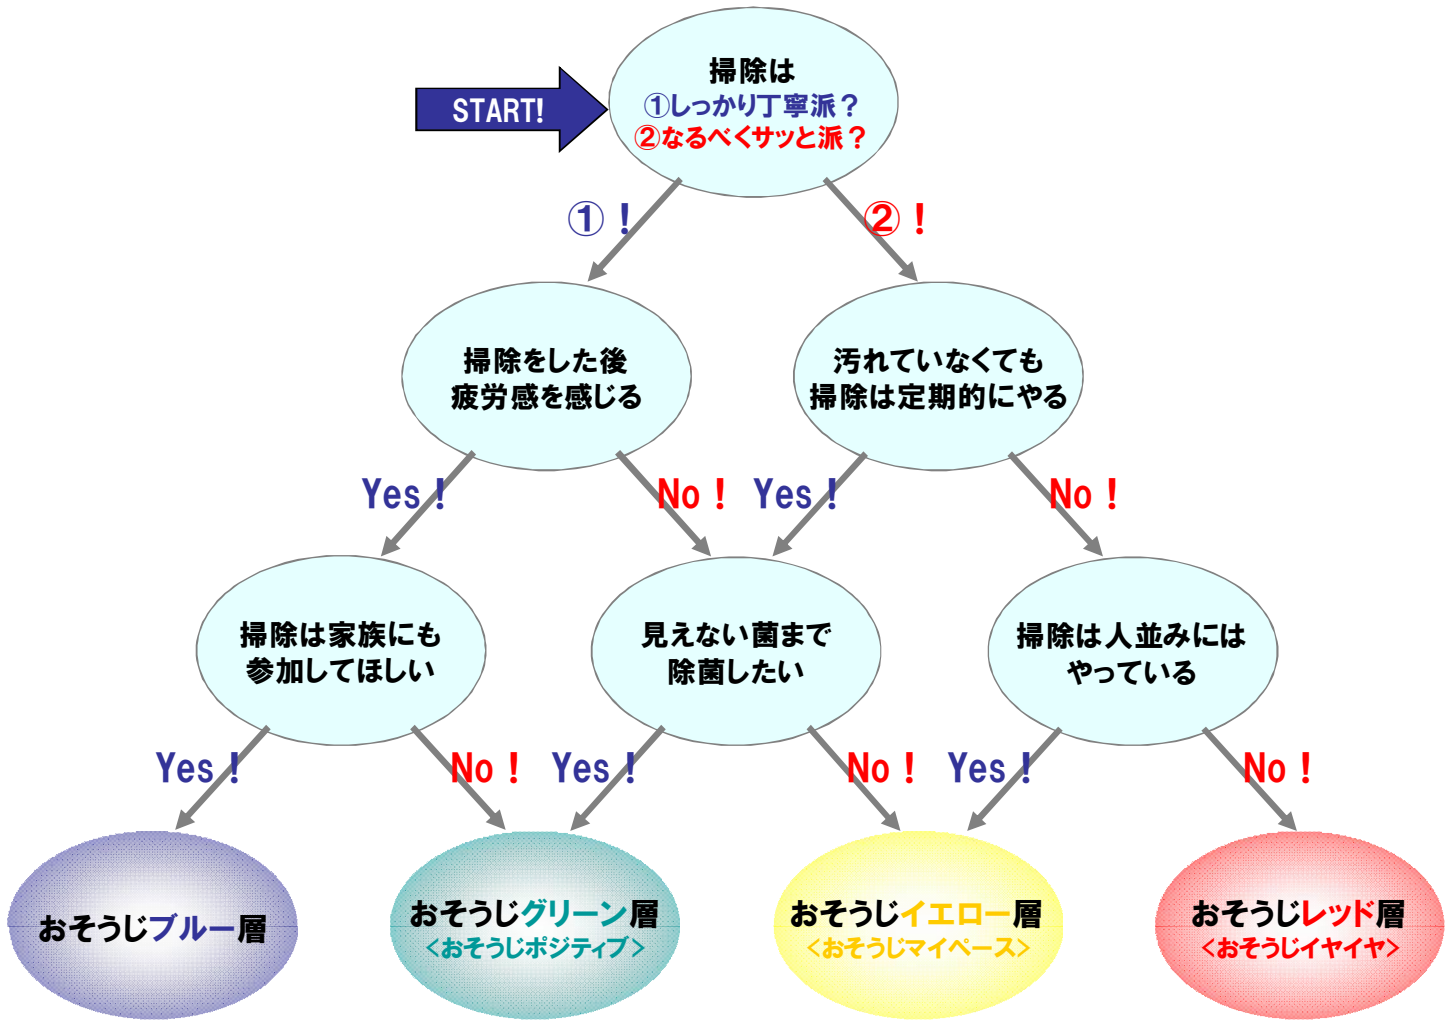 START!
掃除は
①しっかり丁寧派？
②なるべくサッと派？
①！
②！
掃除をした後
疲労感を感じる
汚れていなくても
掃除は定期的にやる
Yes！
No！
Yes！
No！
掃除は家族にも
参加してほしい
見えない菌まで
除菌したい
掃除は人並みには
やっている
Yes！
No！
Yes！
No！
Yes！
No！
おそうじブルー層
おそうじグリーン層
＜おそうじポジティブ＞
おそうじイエロー層
＜おそうじマイペース＞
おそうじレッド層
＜おそうじイヤイヤ＞